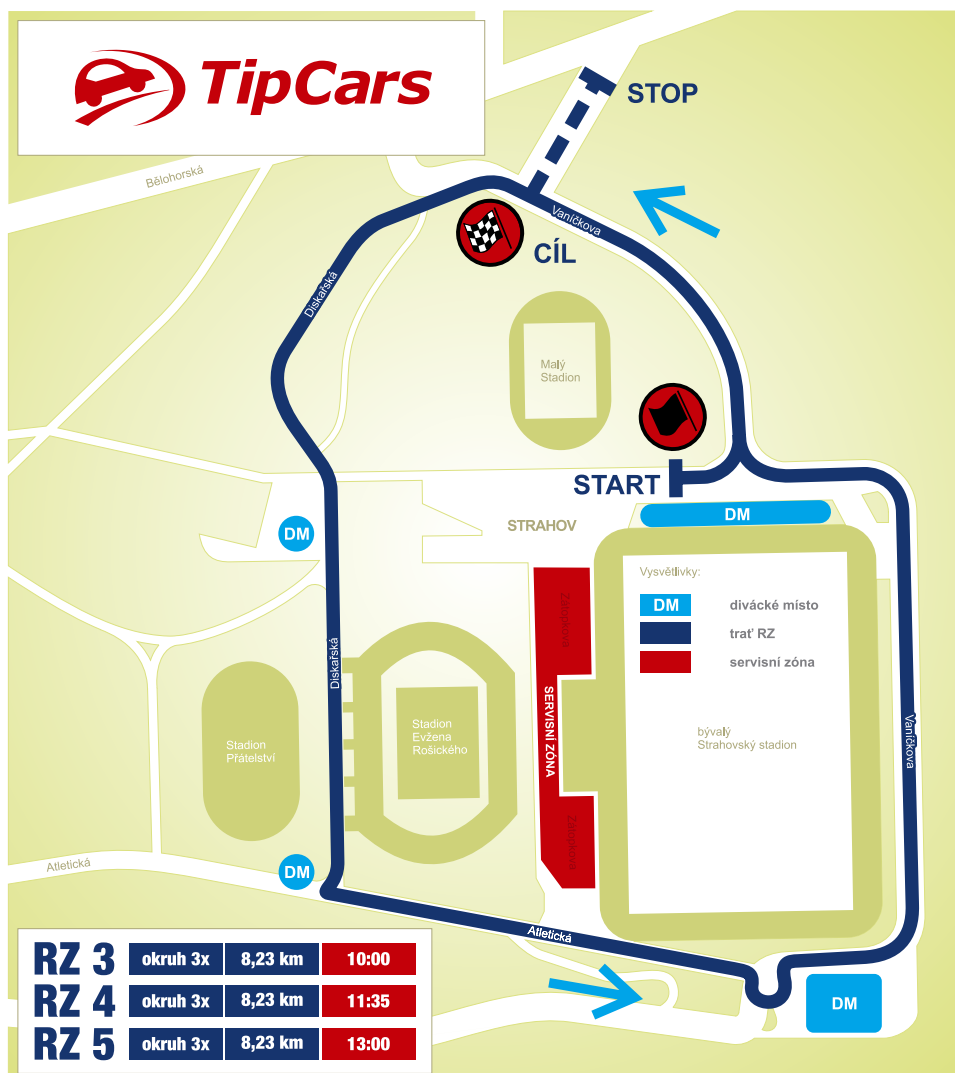 TipCars
STOP
Bělohorská
Vaníčkova
CÍL
Diskařská
Malý
Stadion
START
DM
STRAHOV
DM
Vysvětlivky:
DM divácké místo
trať RZ
servisní zóna
Zátopkova
SERVISNÍ ZÓNA
Zátopkova
Diskařská
Stadion
Přátelství
Stadion
Evžena
Rošického
bývalý
Strahovský stadion
Vaníčkova
Atletická
DM
Atletická
DM
RZ 3 okruh 3x 8,23 km 10:00
RZ 4 okruh 3x 8,23 km 11:35
RZ 5 okruh 3x 8,23 km 13:00